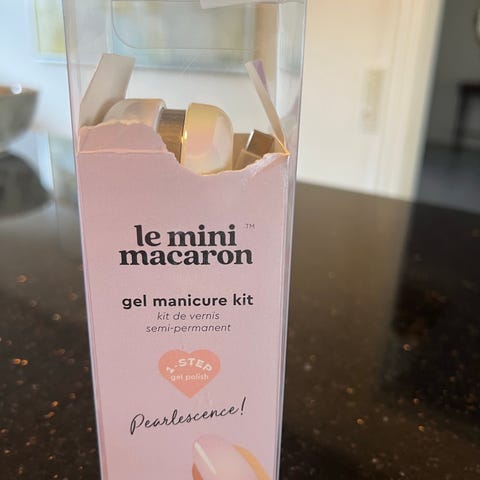 le mini ™
macaron
gel manicure kit
kit de vernis
semi-permanent
1-STEP
gel polish
Pearlescence!